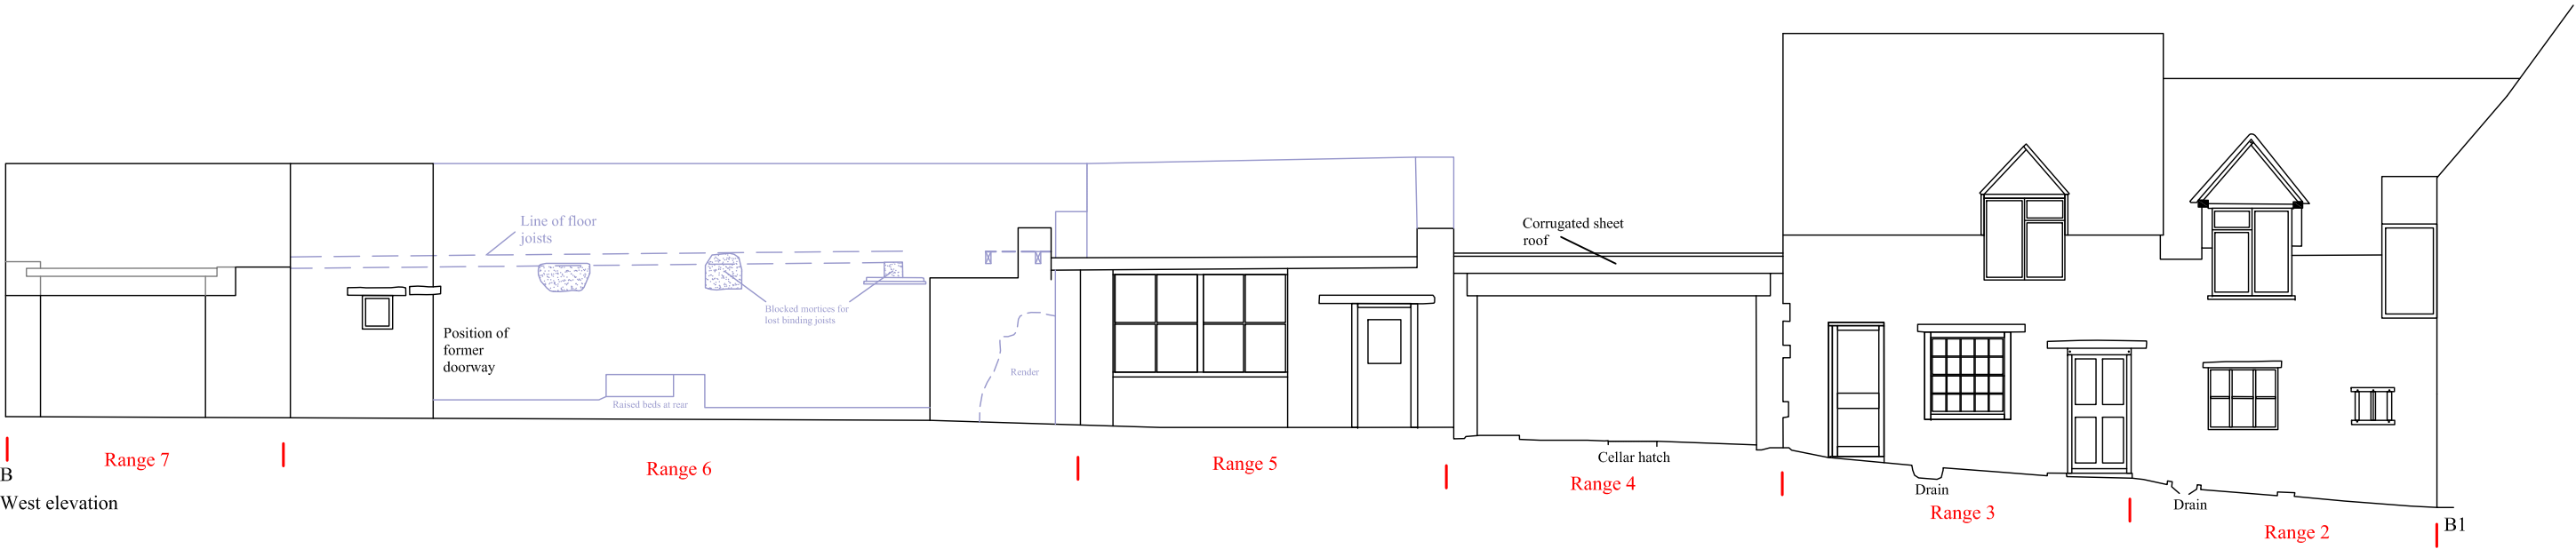 Line of floor
joists
Corrugated sheet
roof
Blocked mortices for
lost binding joists
Position of
former
doorway
Render
Raised beds at rear
Cellar hatch
Drain
Drain
Range 7
Range 6
Range 5
Range 4
Range 3
Range 2
B
B1
West elevation